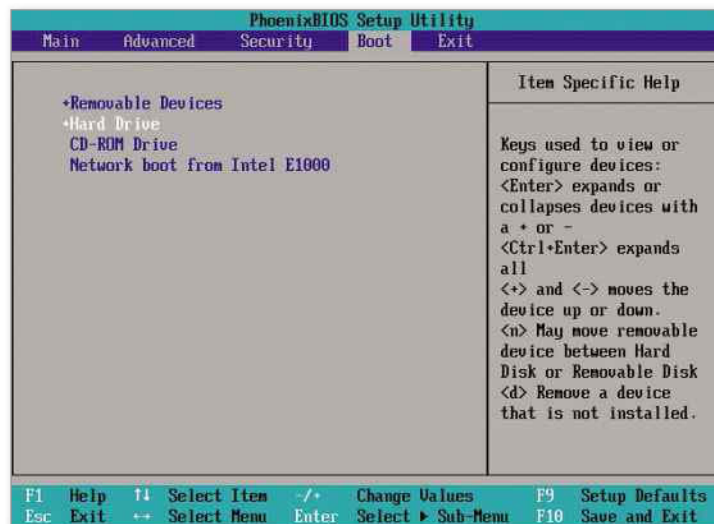 PhoenixBIOS Setup Utility
Main Advanced Security Boot Exit
+Removable Devices
+Hard Drive
CD-ROM Drive
Network boot from Intel E1000
Item Specific Help
Keys used to view or
configure devices:
<Enter> expands or
collapses devices with
a + or -
<Ctrl+Enter> expands
all
<+> and <-> moves the
device up or down.
<n> May move removable
device between Hard
Disk or Removable Disk
<d> Remove a device
that is not installed.
F1 Help ↑↓ Select Item -/+ Change Values F9 Setup Defaults
Esc Exit ↔ Select Menu Enter Select ▶ Sub-Menu F10 Save and Exit